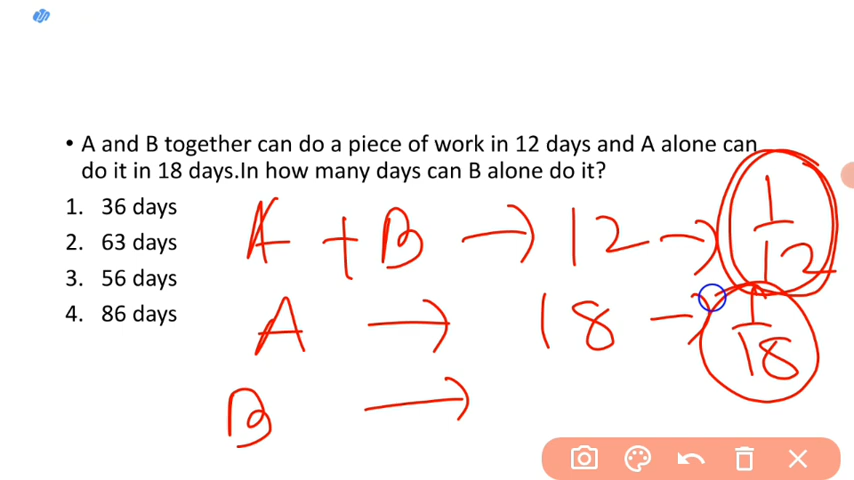 • A and B together can do a piece of work in 12 days and A alone can
do it in 18 days.In how many days can B alone do it?
1. 36 days
2. 63 days
3. 56 days
4. 86 days
A + B → 12 → 1/12
A → 18 → 1/18
B →